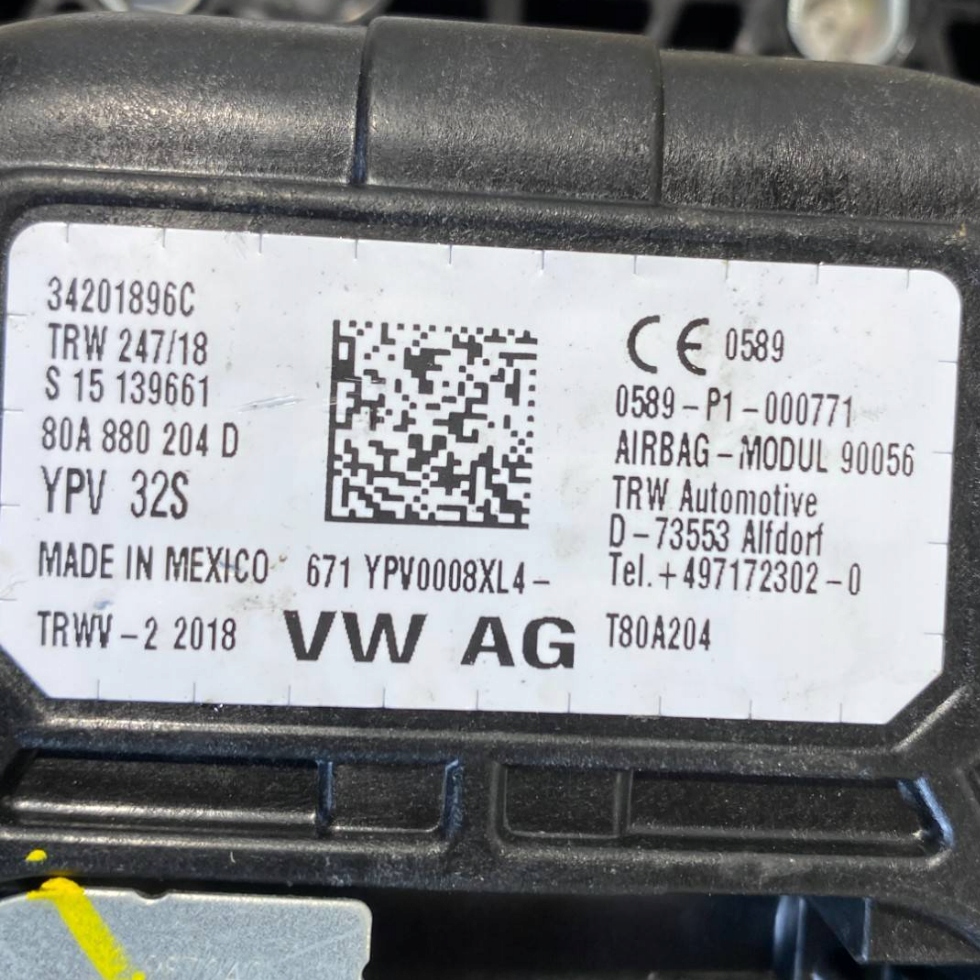 34201896C
TRW 247/18
S 15 139661
80A 880 204 D
YPV 32S
MADE IN MEXICO 671 YPV0008XL4-
TRWV-2 2018 VW AG
CE 0589
0589-P1-000771
AIRBAG-MODUL 90056
TRW Automotive
D-73553 Alfdorf
Tel.+497172302-0
T80A204